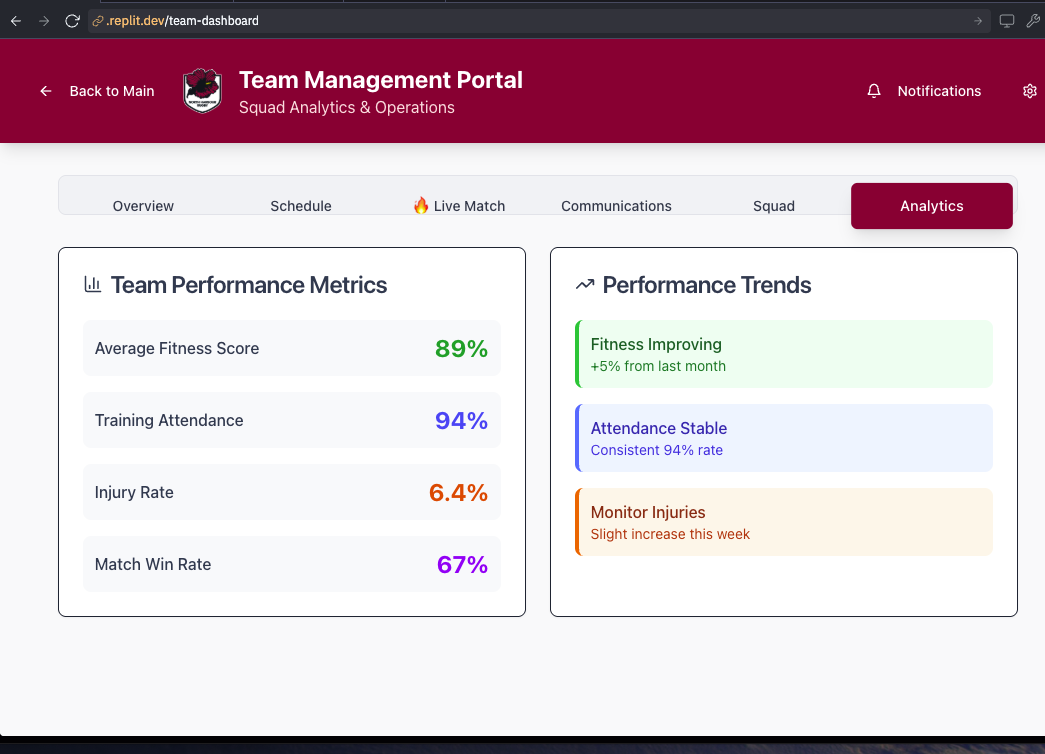 .replit.dev/team-dashboard
Back to Main
Team Management Portal
Squad Analytics & Operations
Notifications
Overview
Schedule
🔥 Live Match
Communications
Squad
Analytics
Team Performance Metrics
Average Fitness Score
89%
Training Attendance
94%
Injury Rate
6.4%
Match Win Rate
67%
Performance Trends
Fitness Improving
+5% from last month
Attendance Stable
Consistent 94% rate
Monitor Injuries
Slight increase this week